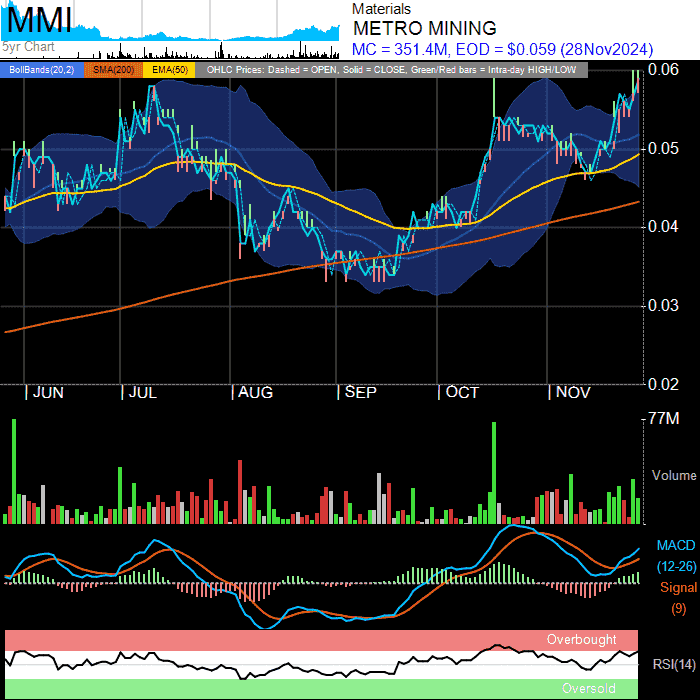 MMI
5yr Chart
Materials
METRO MINING
MC = 351.4M, EOD = $0.059 (28Nov2024)
BollBands(20,2) SMA(200) EMA(50) OHLC Prices: Dashed = OPEN, Solid = CLOSE, Green/Red bars = Intra-day HIGH/LOW
0.06
0.05
0.04
0.03
0.02
JUN JUL AUG SEP OCT NOV
77M
Volume
MACD
(12-26)
Signal
(9)
Overbought
RSI(14)
Oversold